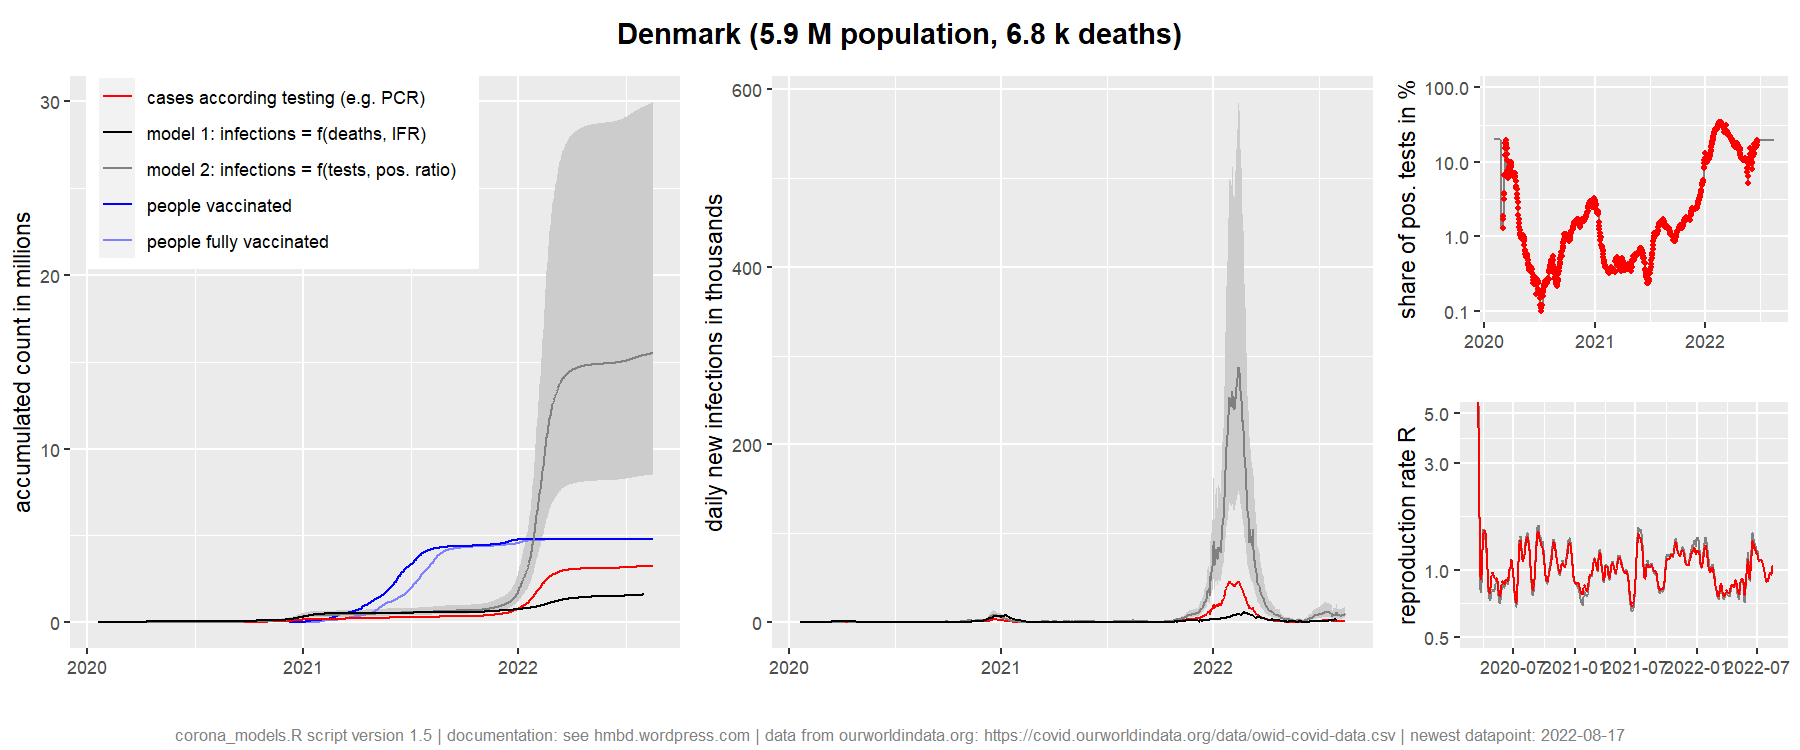 Denmark (5.9 M population, 6.8 k deaths)
accumulated count in millions
30
20
10
0
2020
2021
2022
cases according testing (e.g. PCR)
model 1: infections = f(deaths, IFR)
model 2: infections = f(tests, pos. ratio)
people vaccinated
people fully vaccinated
daily new infections in thousands
600
400
200
0
2020
2021
2022
share of pos. tests in %
100.0
10.0
1.0
0.1
2020
2021
2022
reproduction rate R
5.0
3.0
1.0
0.5
2020-07
2021-01
2021-07
2022-01
2022-07
corona_models.R script version 1.5 | documentation: see hmbd.wordpress.com | data from ourworldindata.org: https://covid.ourworldindata.org/data/owid-covid-data.csv | newest datapoint: 2022-08-17